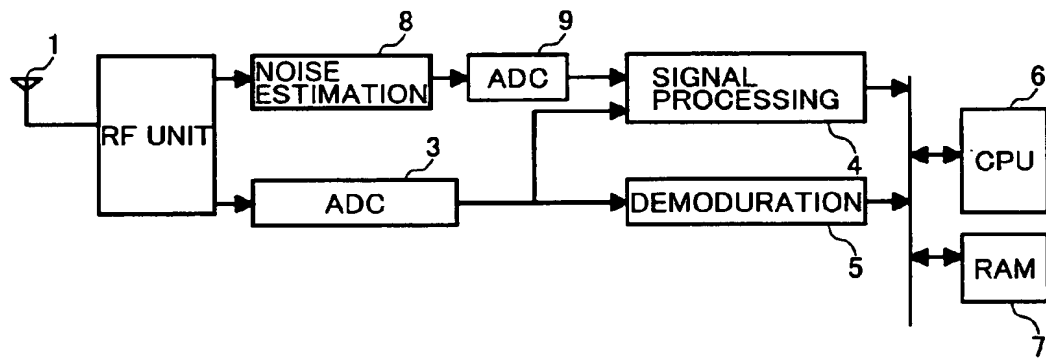 1
RF UNIT
8
NOISE
ESTIMATION
9
ADC
SIGNAL
PROCESSING
4
3
ADC
DEMODURATION
5
6
CPU
RAM
7